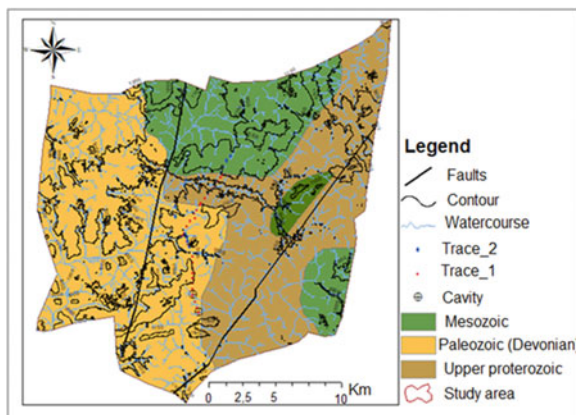 Legend
Faults
Contour
Watercourse
Trace_2
Trace_1
Cavity
Mesozoic
Paleozoic (Devonian)
Upper proterozoic
Study area
Km
0 2,5 5 10